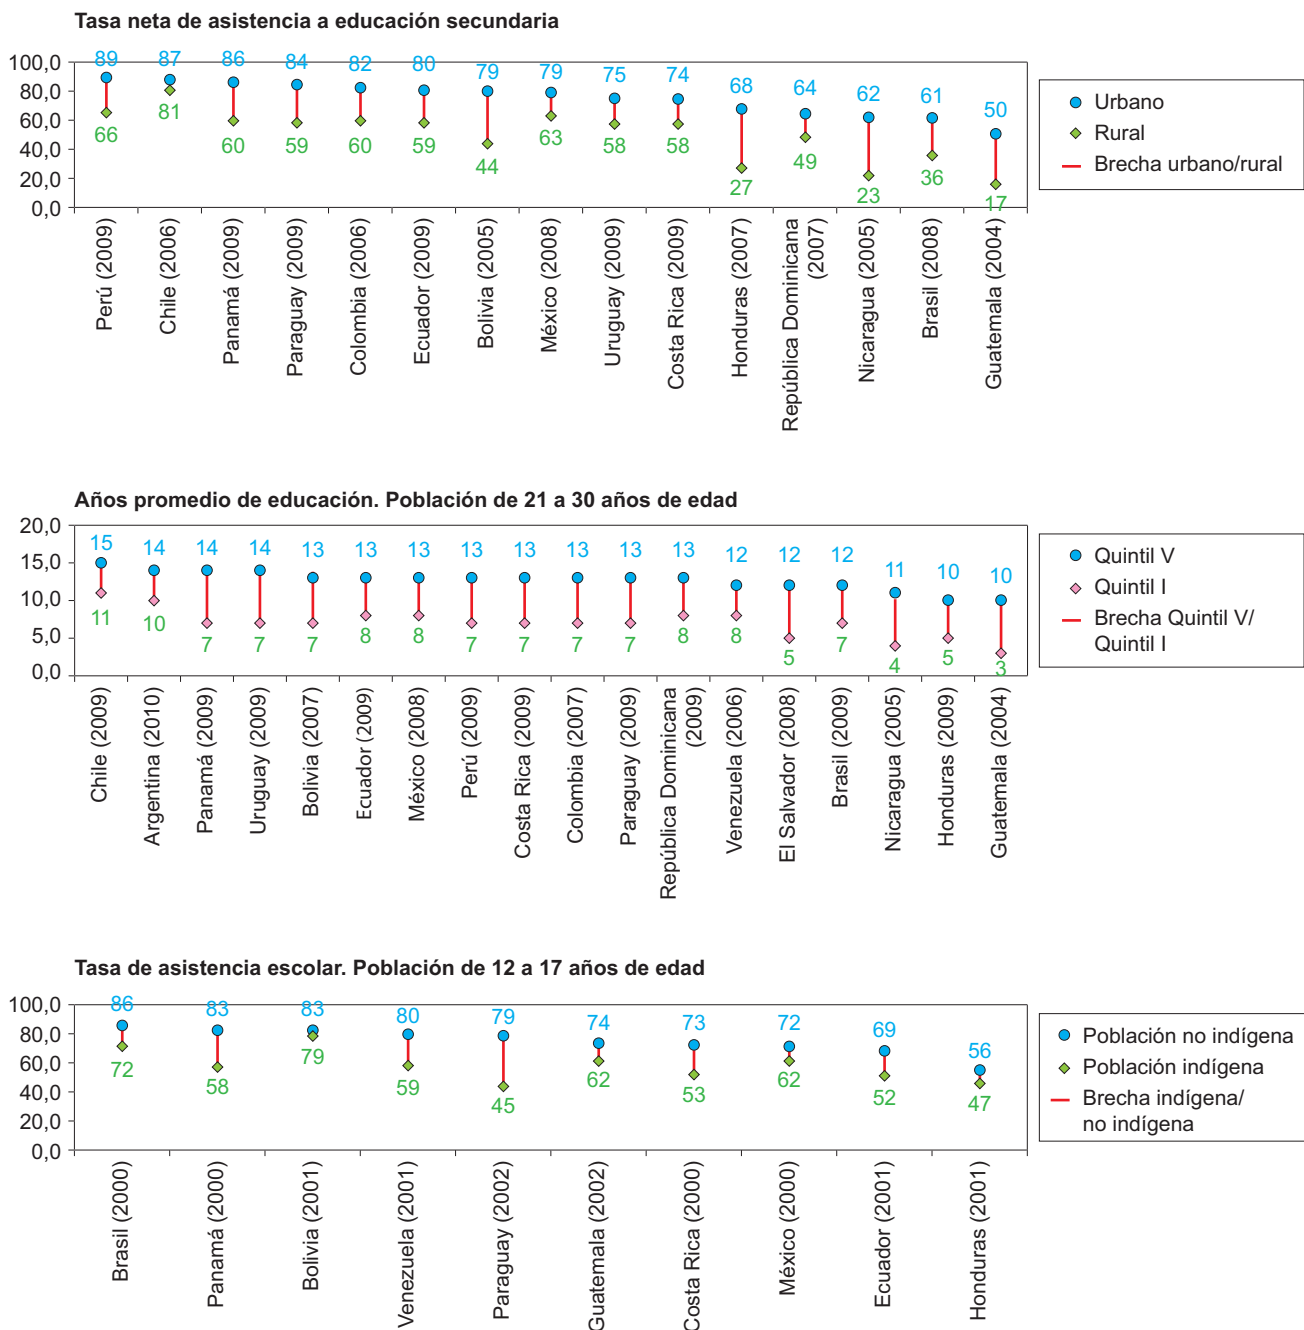 Tasa neta de asistencia a educación secundaria
100,0
80,0
60,0
40,0
20,0
0,0
89 87 86 84 82 80 79 79 75 74 68 64 62 61 50
66 81 60 59 60 59 44 63 58 58 27 49 23 36 17
Perú (2009)
Chile (2006)
Panamá (2009)
Paraguay (2009)
Colombia (2006)
Ecuador (2009)
Bolivia (2005)
México (2008)
Uruguay (2009)
Costa Rica (2009)
Honduras (2007)
República Dominicana
(2007)
Nicaragua (2005)
Brasil (2008)
Guatemala (2004)
Urbano
Rural
Brecha urbano/rural
Años promedio de educación. Población de 21 a 30 años de edad
20,0
15,0
10,0
5,0
0,0
15 14 14 14 13 13 13 13 13 13 13 13 12 12 12 11 10 10
11 10 7 7 7 8 8 7 7 7 7 8 8 5 7 4 5 3
Chile (2009)
Argentina (2010)
Panamá (2009)
Uruguay (2009)
Bolivia (2007)
Ecuador (2009)
México (2008)
Perú (2009)
Costa Rica (2009)
Colombia (2007)
Paraguay (2009)
República Dominicana
(2009)
Venezuela (2006)
El Salvador (2008)
Brasil (2009)
Nicaragua (2005)
Honduras (2009)
Guatemala (2004)
Quintil V
Quintil I
Brecha Quintil V/
Quintil I
Tasa de asistencia escolar. Población de 12 a 17 años de edad
100,0
80,0
60,0
40,0
20,0
0,0
86 83 83 80 79 74 73 72 69 56
72 58 79 59 45 62 53 62 52 47
Brasil (2000)
Panamá (2000)
Bolivia (2001)
Venezuela (2001)
Paraguay (2002)
Guatemala (2002)
Costa Rica (2000)
México (2000)
Ecuador (2001)
Honduras (2001)
Población no indígena
Población indígena
Brecha indígena/
no indígena